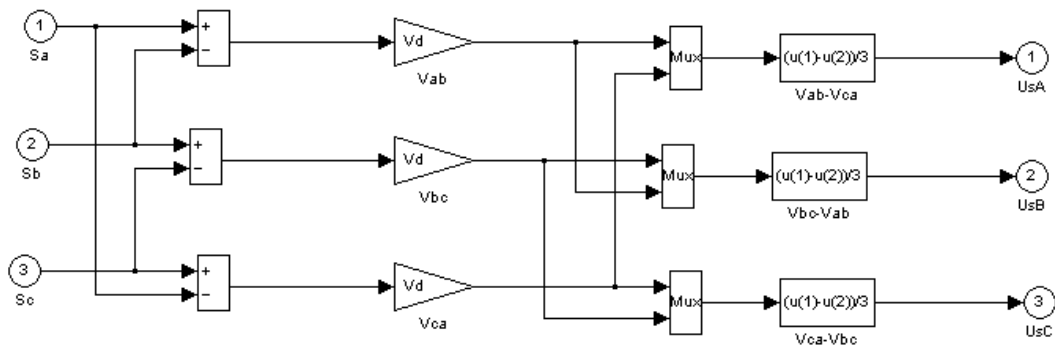 1
Sa
+
−
Vd
Vab
Mux
(u(1)-u(2))/3
Vab-Vca
1
UsA
2
Sb
+
−
Vd
Vbc
Mux
(u(1)-u(2))/3
Vbc-Vab
2
UsB
3
Sc
+
−
Vd
Vca
Mux
(u(1)-u(2))/3
Vca-Vbc
3
UsC